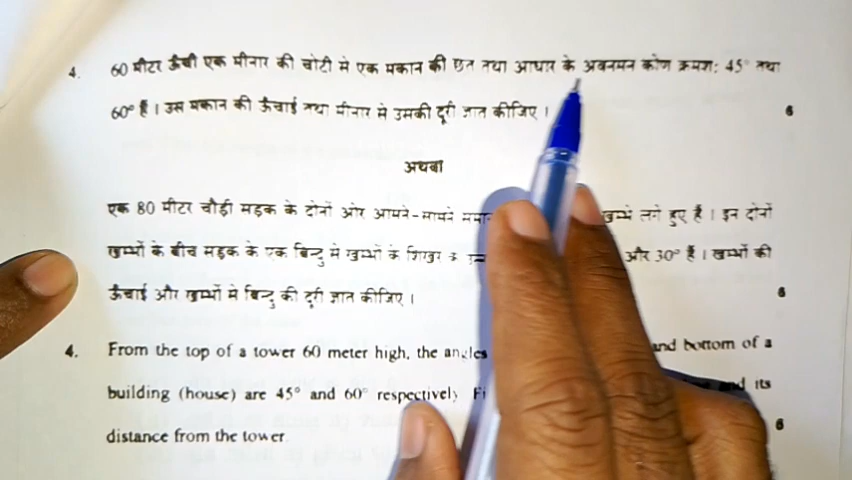 4. 60 मीटर ऊँची एक मीनार की चोटी से एक मकान की छत तथा आधार के अवनमन कोण क्रमश: 45° तथा
60° हैं । उस मकान की ऊँचाई तथा मीनार से उसकी दूरी ज्ञात कीजिए । 6
अथवा
एक 80 मीटर चौड़ी सड़क के दोनों ओर आमने-सामने खम्भे लगे हुए हैं । इन दोनों
खम्भों के बीच सड़क के एक बिन्दु से खम्भों के शिखर और 30° हैं । खम्भों की
ऊँचाई और खम्भों से बिन्दु की दूरी ज्ञात कीजिए । 6
4. From the top of a tower 60 meter high, the angles and bottom of a
building (house) are 45° and 60° respectively and its
distance from the tower. 6